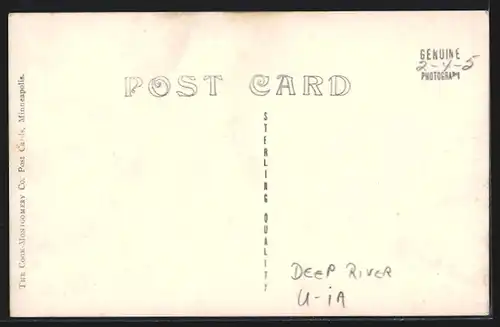 POST CARD
GENUINE
2-4-5
PHOTOGRAPH
STERLING QUALITY
THE COOK-MONTGOMERY CO. POST CARDS, MINNEAPOLIS.
DEEP RIVER
U-IA